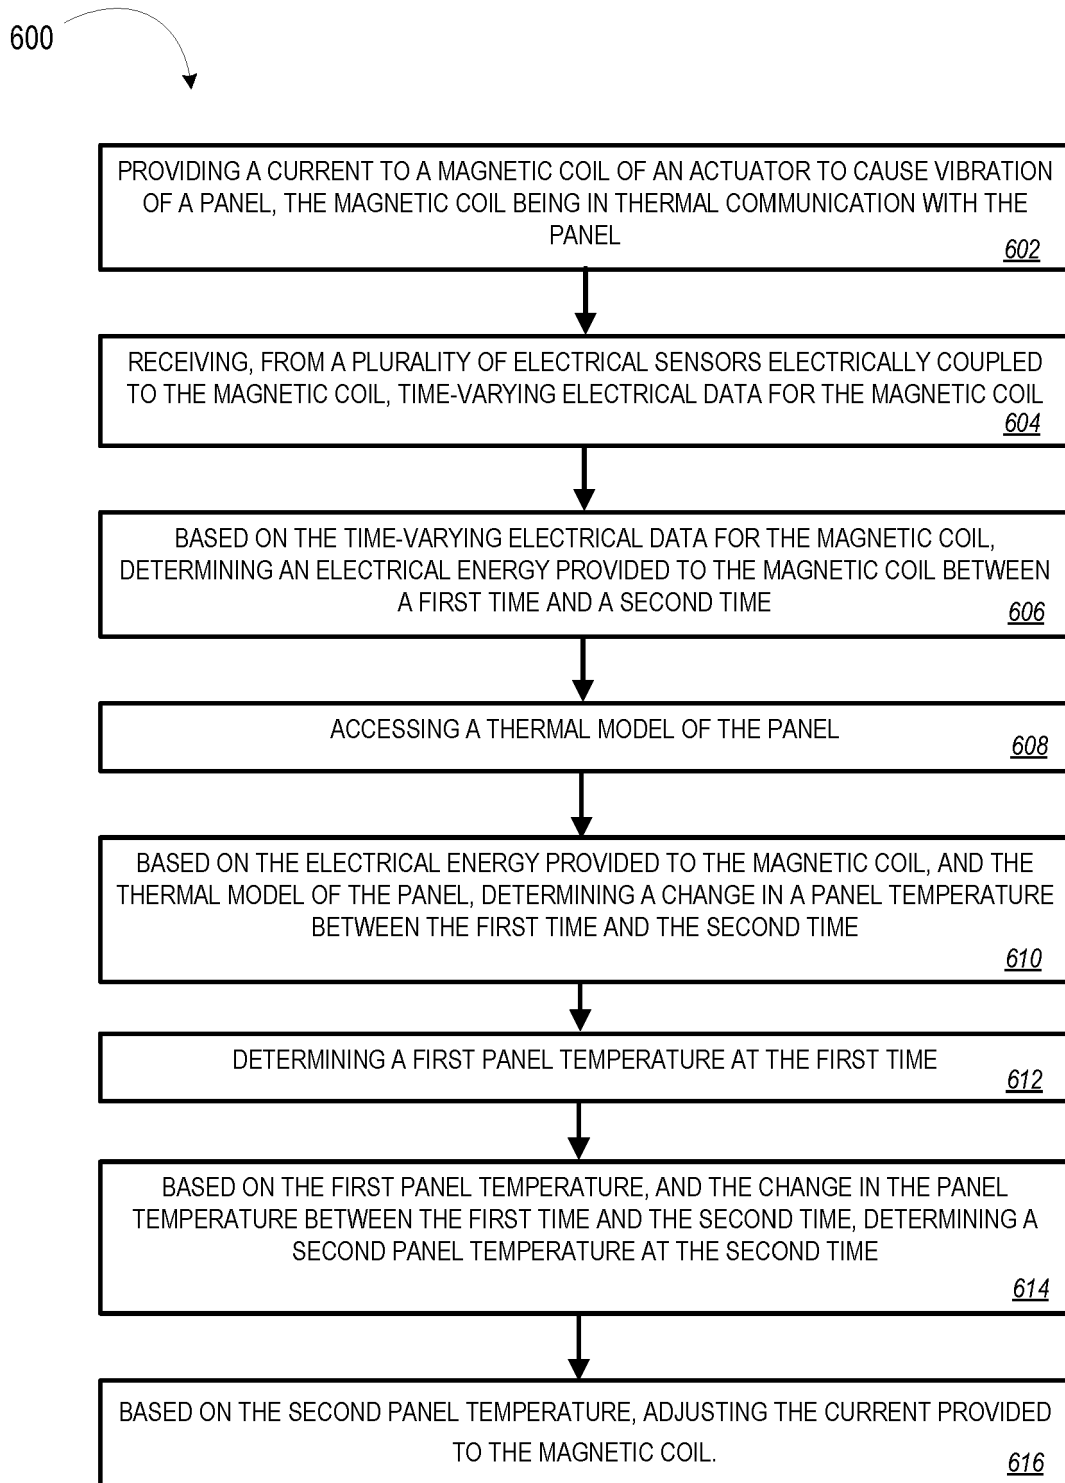 600
PROVIDING A CURRENT TO A MAGNETIC COIL OF AN ACTUATOR TO CAUSE VIBRATION
OF A PANEL, THE MAGNETIC COIL BEING IN THERMAL COMMUNICATION WITH THE
PANEL
602
RECEIVING, FROM A PLURALITY OF ELECTRICAL SENSORS ELECTRICALLY COUPLED
TO THE MAGNETIC COIL, TIME-VARYING ELECTRICAL DATA FOR THE MAGNETIC COIL
604
BASED ON THE TIME-VARYING ELECTRICAL DATA FOR THE MAGNETIC COIL,
DETERMINING AN ELECTRICAL ENERGY PROVIDED TO THE MAGNETIC COIL BETWEEN
A FIRST TIME AND A SECOND TIME
606
ACCESSING A THERMAL MODEL OF THE PANEL
608
BASED ON THE ELECTRICAL ENERGY PROVIDED TO THE MAGNETIC COIL, AND THE
THERMAL MODEL OF THE PANEL, DETERMINING A CHANGE IN A PANEL TEMPERATURE
BETWEEN THE FIRST TIME AND THE SECOND TIME
610
DETERMINING A FIRST PANEL TEMPERATURE AT THE FIRST TIME
612
BASED ON THE FIRST PANEL TEMPERATURE, AND THE CHANGE IN THE PANEL
TEMPERATURE BETWEEN THE FIRST TIME AND THE SECOND TIME, DETERMINING A
SECOND PANEL TEMPERATURE AT THE SECOND TIME
614
BASED ON THE SECOND PANEL TEMPERATURE, ADJUSTING THE CURRENT PROVIDED
TO THE MAGNETIC COIL.
616